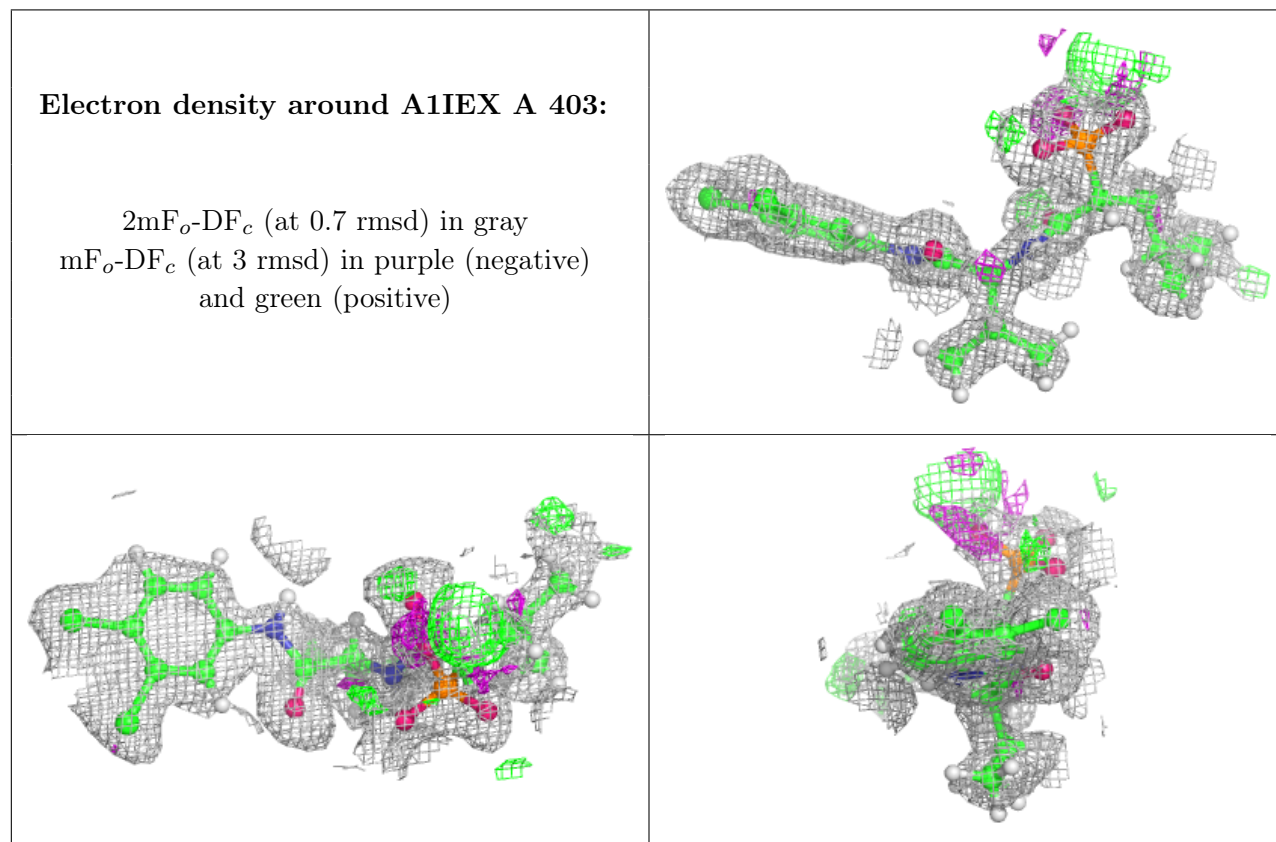 Electron density around A1IEX A 403:
2mFo-DFc (at 0.7 rmsd) in gray
mFo-DFc (at 3 rmsd) in purple (negative)
and green (positive)